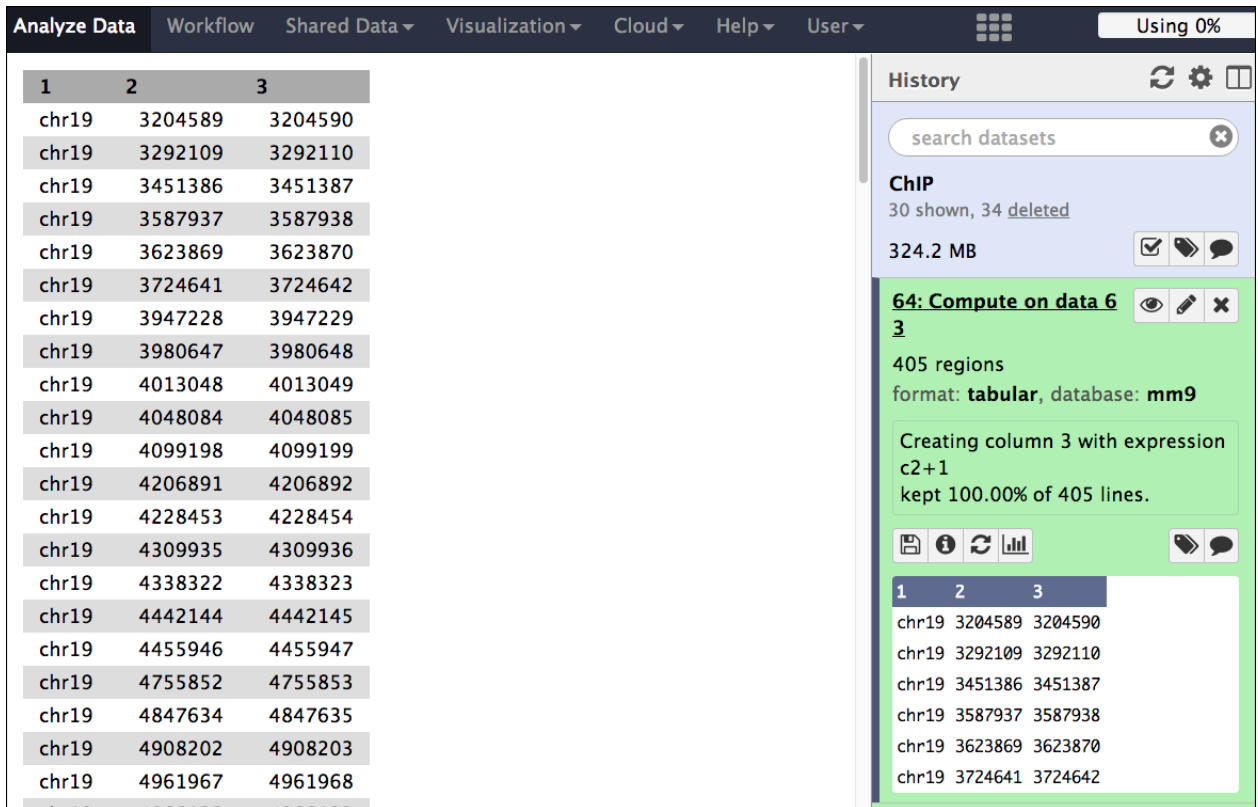 Analyze Data Workflow Shared Data Visualization Cloud Help User Using 0%
1 2 3
chr19 3204589 3204590
chr19 3292109 3292110
chr19 3451386 3451387
chr19 3587937 3587938
chr19 3623869 3623870
chr19 3724641 3724642
chr19 3947228 3947229
chr19 3980647 3980648
chr19 4013048 4013049
chr19 4048084 4048085
chr19 4099198 4099199
chr19 4206891 4206892
chr19 4228453 4228454
chr19 4309935 4309936
chr19 4338322 4338323
chr19 4442144 4442145
chr19 4455946 4455947
chr19 4755852 4755853
chr19 4847634 4847635
chr19 4908202 4908203
chr19 4961967 4961968
History
search datasets
ChIP
30 shown, 34 deleted
324.2 MB
64: Compute on data 6
3
405 regions
format: tabular, database: mm9
Creating column 3 with expression
c2+1
kept 100.00% of 405 lines.
1 2 3
chr19 3204589 3204590
chr19 3292109 3292110
chr19 3451386 3451387
chr19 3587937 3587938
chr19 3623869 3623870
chr19 3724641 3724642